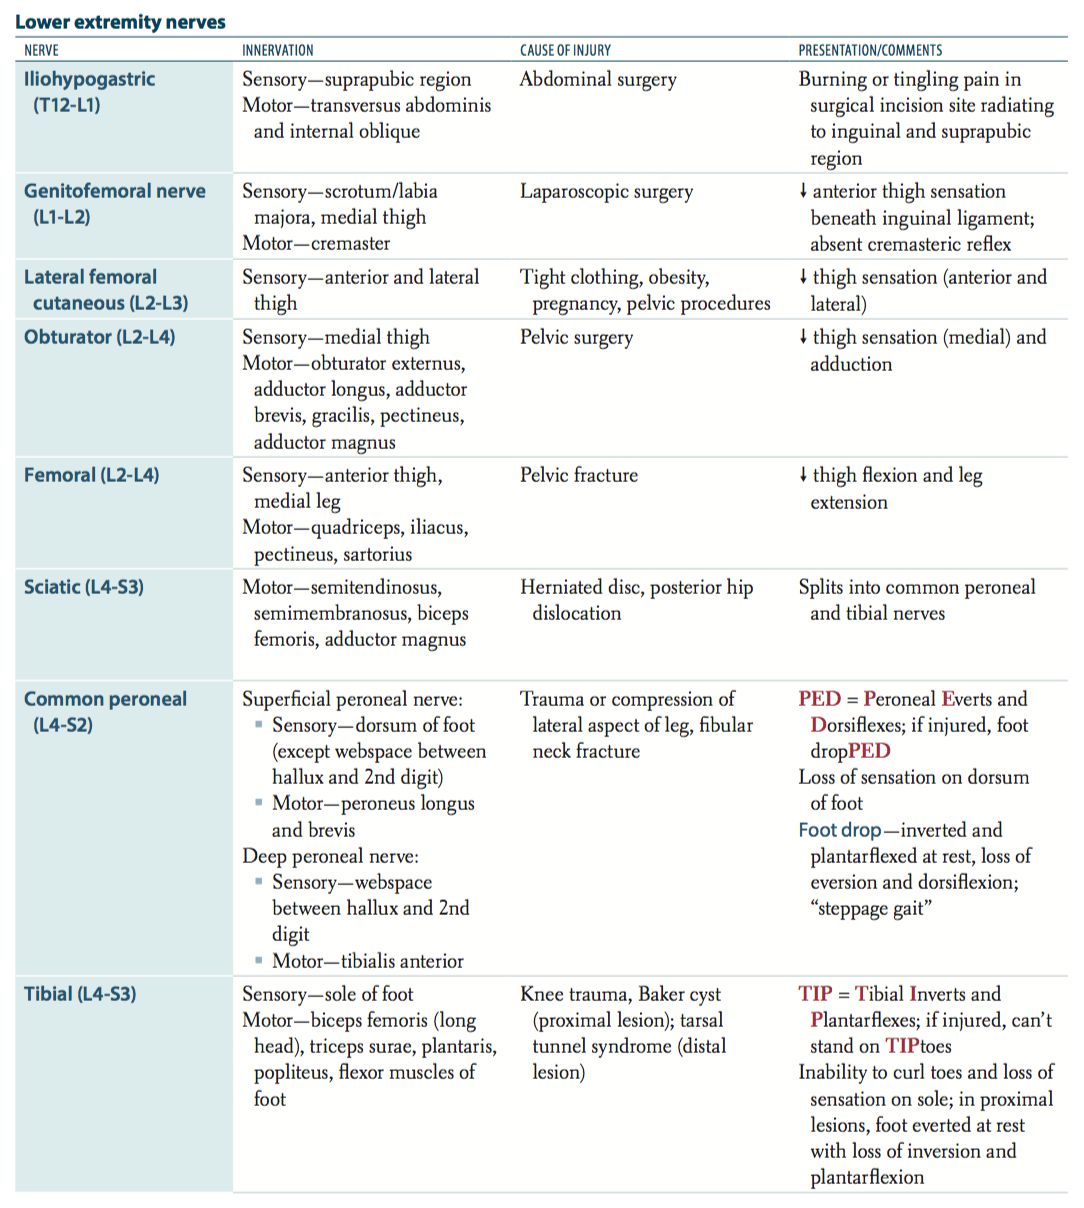 Lower extremity nerves
NERVE INNERVATION CAUSE OF INJURY PRESENTATION/COMMENTS
Iliohypogastric
(T12-L1)
Sensory—suprapubic region
Motor—transversus abdominis
and internal oblique
Abdominal surgery
Burning or tingling pain in
surgical incision site radiating
to inguinal and suprapubic
region
Genitofemoral nerve
(L1-L2)
Sensory—scrotum/labia
majora, medial thigh
Motor—cremaster
Laparoscopic surgery
↓ anterior thigh sensation
beneath inguinal ligament;
absent cremasteric reflex
Lateral femoral
cutaneous (L2-L3)
Sensory—anterior and lateral
thigh
Tight clothing, obesity,
pregnancy, pelvic procedures
↓ thigh sensation (anterior and
lateral)
Obturator (L2-L4)
Sensory—medial thigh
Motor—obturator externus,
adductor longus, adductor
brevis, gracilis, pectineus,
adductor magnus
Pelvic surgery
↓ thigh sensation (medial) and
adduction
Femoral (L2-L4)
Sensory—anterior thigh,
medial leg
Motor—quadriceps, iliacus,
pectineus, sartorius
Pelvic fracture
↓ thigh flexion and leg
extension
Sciatic (L4-S3)
Motor—semitendinosus,
semimembranosus, biceps
femoris, adductor magnus
Herniated disc, posterior hip
dislocation
Splits into common peroneal
and tibial nerves
Common peroneal
(L4-S2)
Superficial peroneal nerve:
▪ Sensory—dorsum of foot
(except webspace between
hallux and 2nd digit)
▪ Motor—peroneus longus
and brevis
Deep peroneal nerve:
▪ Sensory—webspace
between hallux and 2nd
digit
▪ Motor—tibialis anterior
Trauma or compression of
lateral aspect of leg, fibular
neck fracture
PED = Peroneal Everts and
Dorsiflexes; if injured, foot
dropPED
Loss of sensation on dorsum
of foot
Foot drop—inverted and
plantarflexed at rest, loss of
eversion and dorsiflexion;
“steppage gait”
Tibial (L4-S3)
Sensory—sole of foot
Motor—biceps femoris (long
head), triceps surae, plantaris,
popliteus, flexor muscles of
foot
Knee trauma, Baker cyst
(proximal lesion); tarsal
tunnel syndrome (distal
lesion)
TIP = Tibial Inverts and
Plantarflexes; if injured, can’t
stand on TIPtoes
Inability to curl toes and loss of
sensation on sole; in proximal
lesions, foot everted at rest
with loss of inversion and
plantarflexion